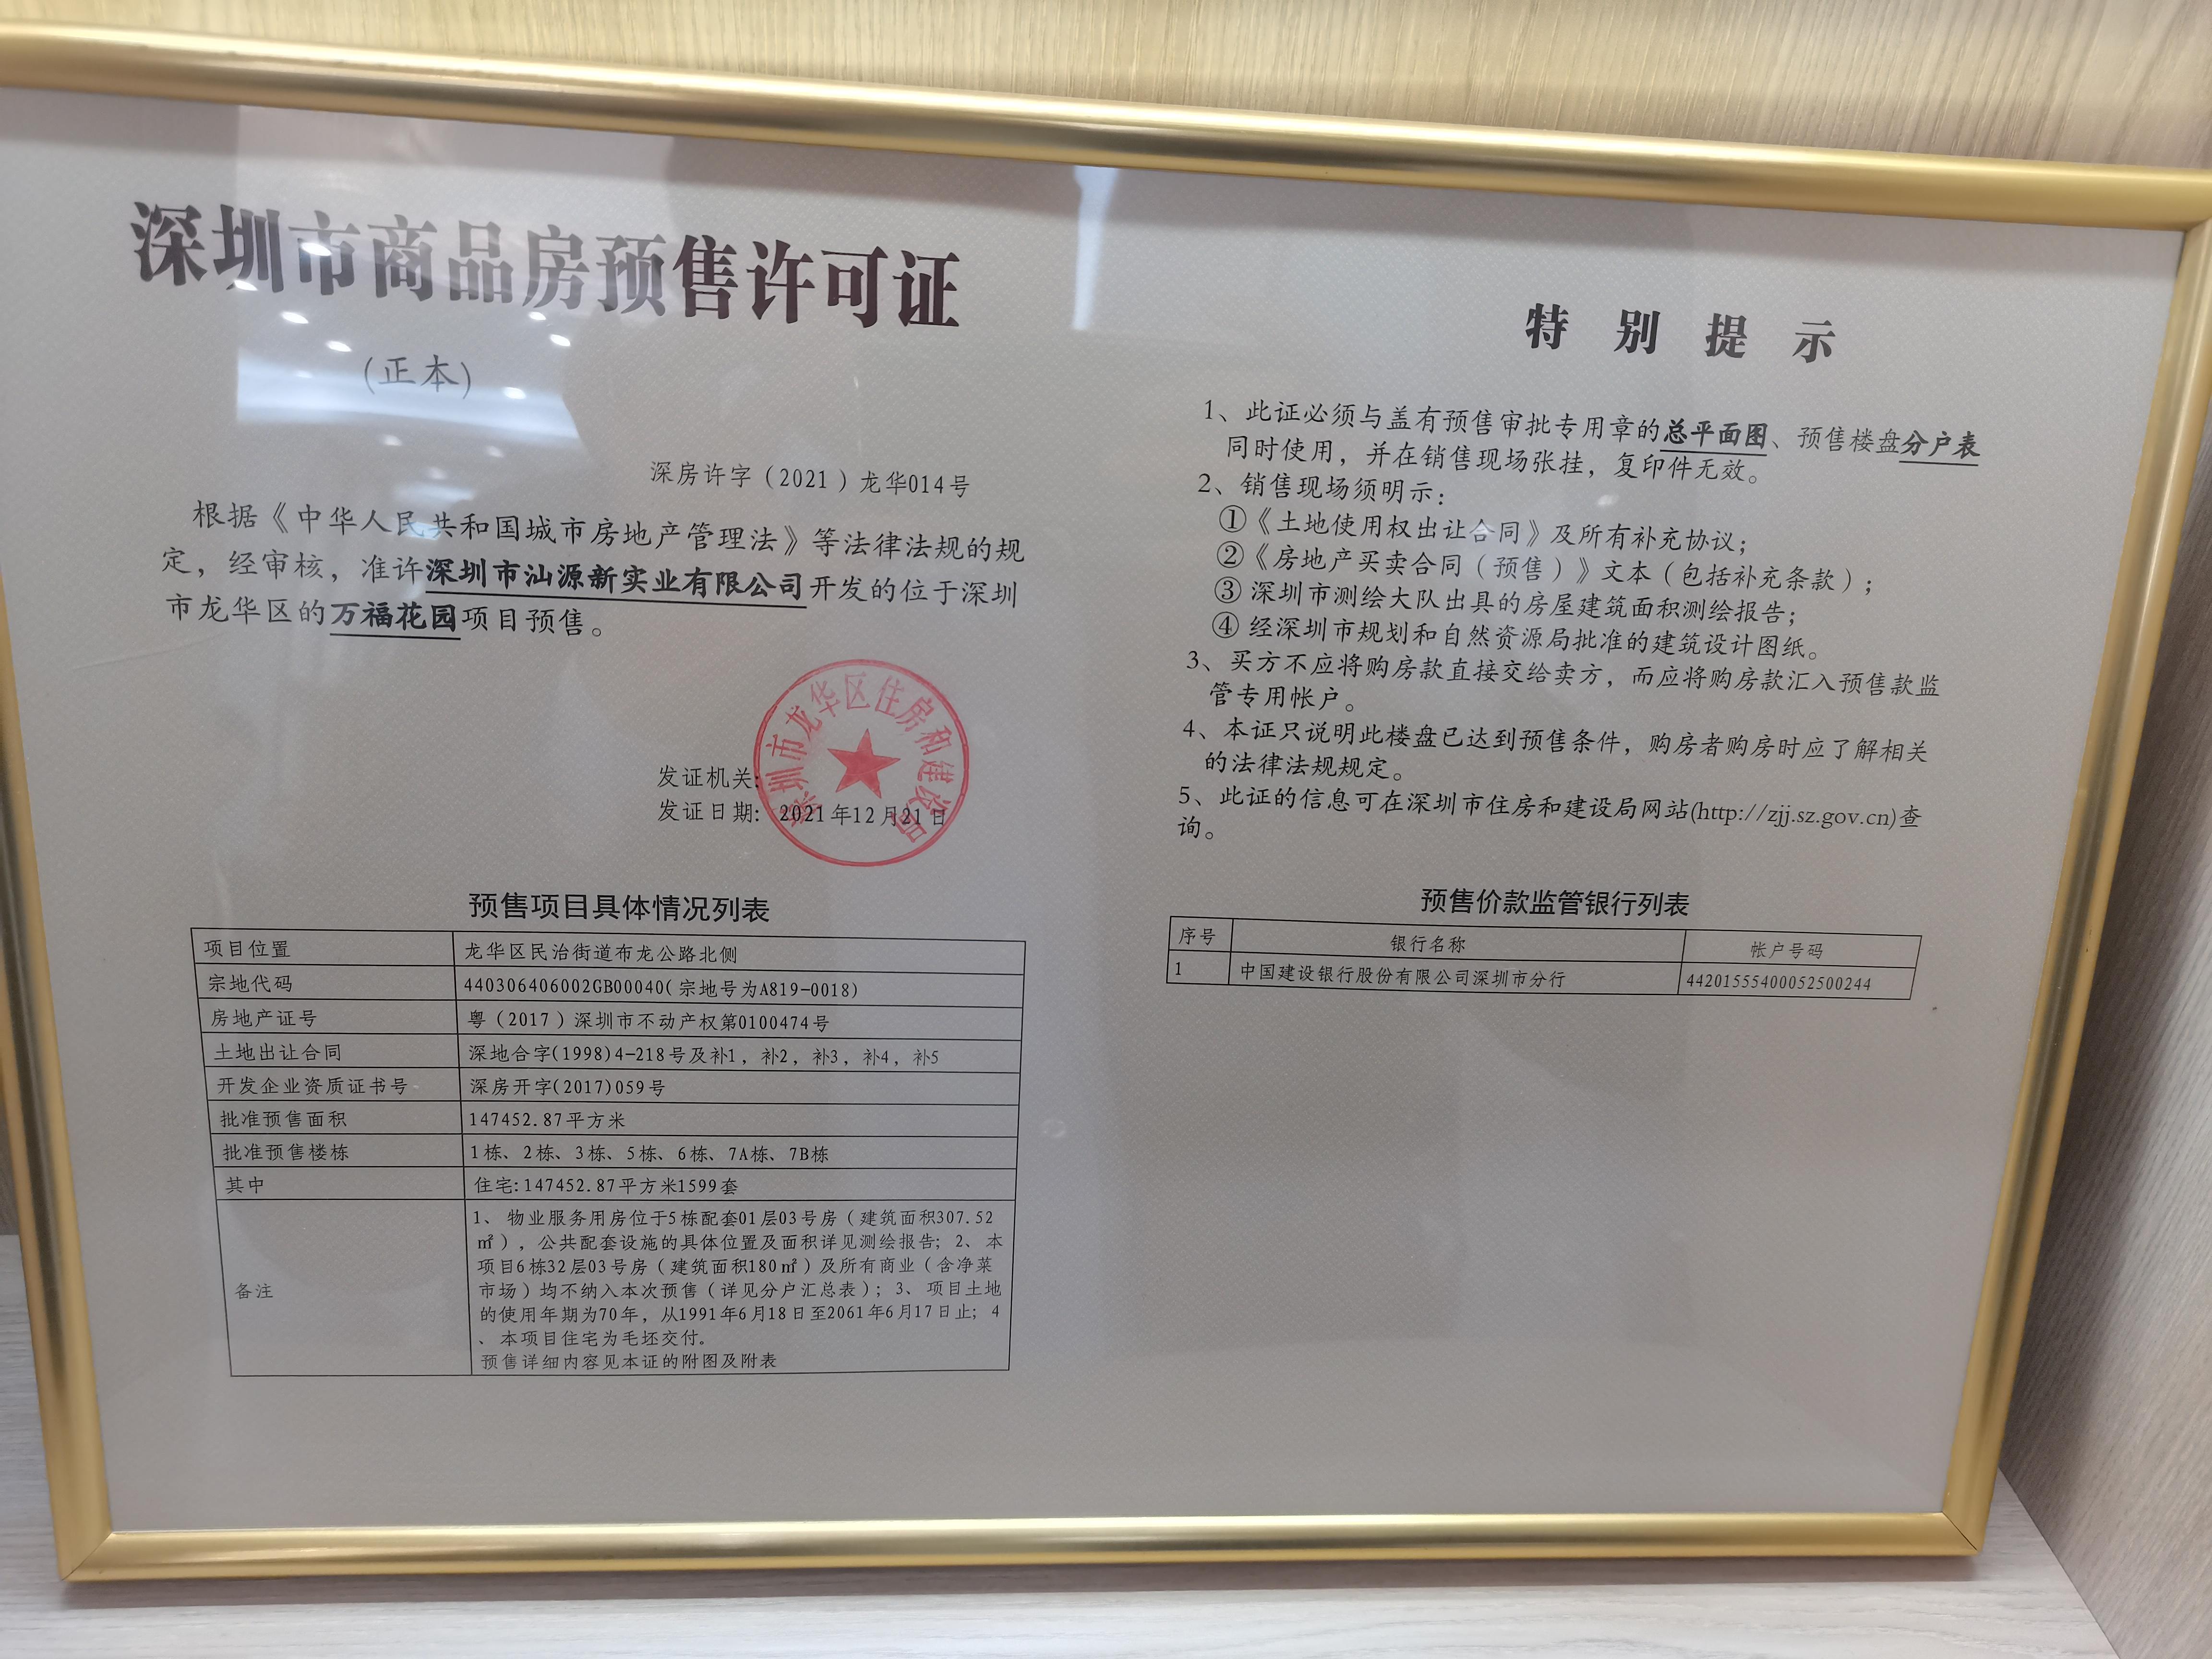 深圳市商品房预售许可证
(正本)
深房许字（2021）龙华014号
根据《中华人民共和国城市房地产管理法》等法律法规的规
定，经审核，准许深圳市汕源新实业有限公司开发的位于深圳
市龙华区的万福花园项目预售。
深圳市龙华区住房和建设局
发证机关:
发证日期: 2021年12月21日
预售项目具体情况列表
项目位置 龙华区民治街道布龙公路北侧
宗地代码 440306406002GB00040(宗地号为A819-0018)
房地产证号 粤（2017）深圳市不动产权第0100474号
土地出让合同 深地合字(1998)4-218号及补1，补2，补3，补4，补5
开发企业资质证书号 深房开字(2017)059号
批准预售面积 147452.87平方米
批准预售楼栋 1栋、2栋、3栋、5栋、6栋、7A栋、7B栋
其中 住宅:147452.87平方米1599套
备注
1、 物业服务用房位于5栋配套01层03号房（建筑面积307.52
㎡），公共配套设施的具体位置及面积详见测绘报告；2、本
项目6栋32层03号房（建筑面积180㎡）及所有商业（含净菜
市场）均不纳入本次预售（详见分户汇总表）；3、项目土地
的使用年期为70年，从1991年6月18日至2061年6月17日止；4
、本项目住宅为毛坯交付。
预售详细内容见本证的附图及附表
特别提示
1、此证必须与盖有预售审批专用章的总平面图、预售楼盘分户表
同时使用，并在销售现场张挂，复印件无效。
2、销售现场须明示：
①《土地使用权出让合同》及所有补充协议；
②《房地产买卖合同（预售）》文本（包括补充条款）；
③ 深圳市测绘大队出具的房屋建筑面积测绘报告；
④ 经深圳市规划和自然资源局批准的建筑设计图纸。
3、买方不应将购房款直接交给卖方，而应将购房款汇入预售款监
管专用帐户。
4、本证只说明此楼盘已达到预售条件，购房者购房时应了解相关
的法律法规规定。
5、此证的信息可在深圳市住房和建设局网站(http://zjj.sz.gov.cn)查
询。
预售价款监管银行列表
序号 银行名称 帐户号码
1 中国建设银行股份有限公司深圳市分行 44201555400052500244